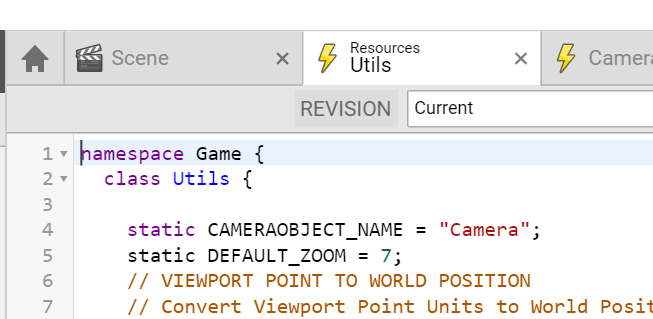 Scene
Resources
Utils
Camera
REVISION
Current
1 namespace Game {
2 class Utils {
3
4 static CAMERAOBJECT_NAME = "Camera";
5 static DEFAULT_ZOOM = 7;
6 // VIEWPORT POINT TO WORLD POSITION
7 // Convert Viewport Point Units to World Posit